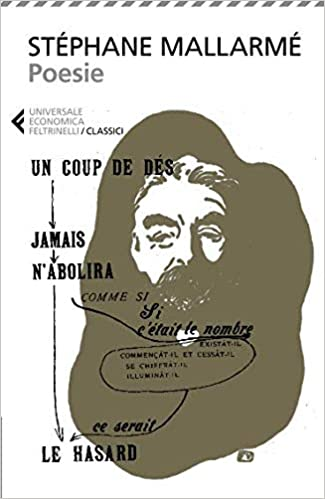 STÉPHANE MALLARMÉ
Poesie
UNIVERSALE
ECONOMICA
FELTRINELLI/CLASSICI
UN COUP DE DÉS
JAMAIS
N'ABOLIRA
COMME SI
Si
c'était le nombre
EXISTÂT-IL
COMMENÇÂT-IL ET CESSÂT-IL
SE CHIFFRÂT-IL
ILLUMINÂT-IL
ce serait
LE HASARD